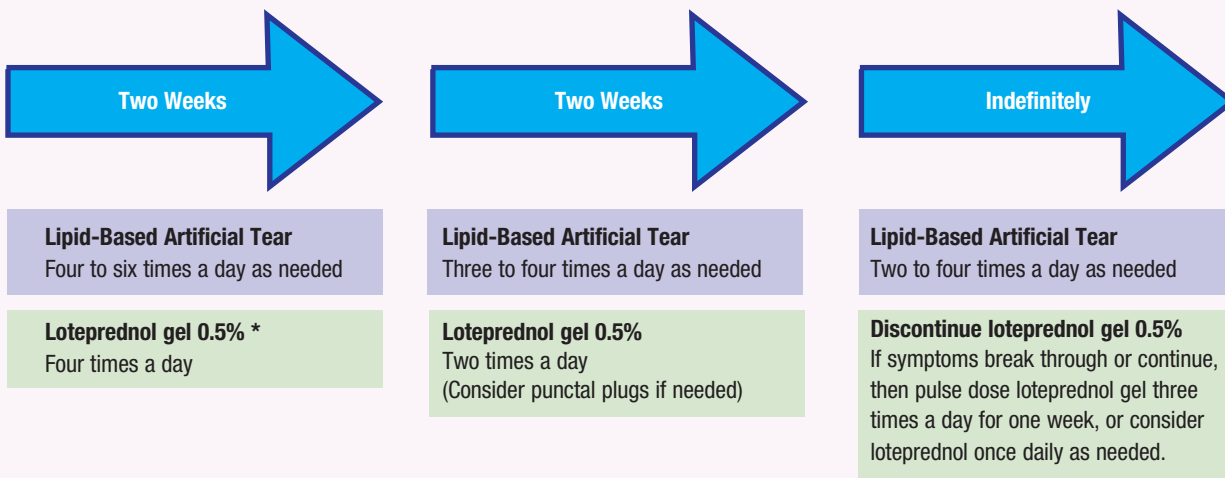 Two Weeks
Two Weeks
Indefinitely
Lipid-Based Artificial Tear
Four to six times a day as needed
Loteprednol gel 0.5% *
Four times a day
Lipid-Based Artificial Tear
Three to four times a day as needed
Loteprednol gel 0.5%
Two times a day
(Consider punctal plugs if needed)
Lipid-Based Artificial Tear
Two to four times a day as needed
Discontinue loteprednol gel 0.5%
If symptoms break through or continue,
then pulse dose loteprednol gel three
times a day for one week, or consider
loteprednol once daily as needed.